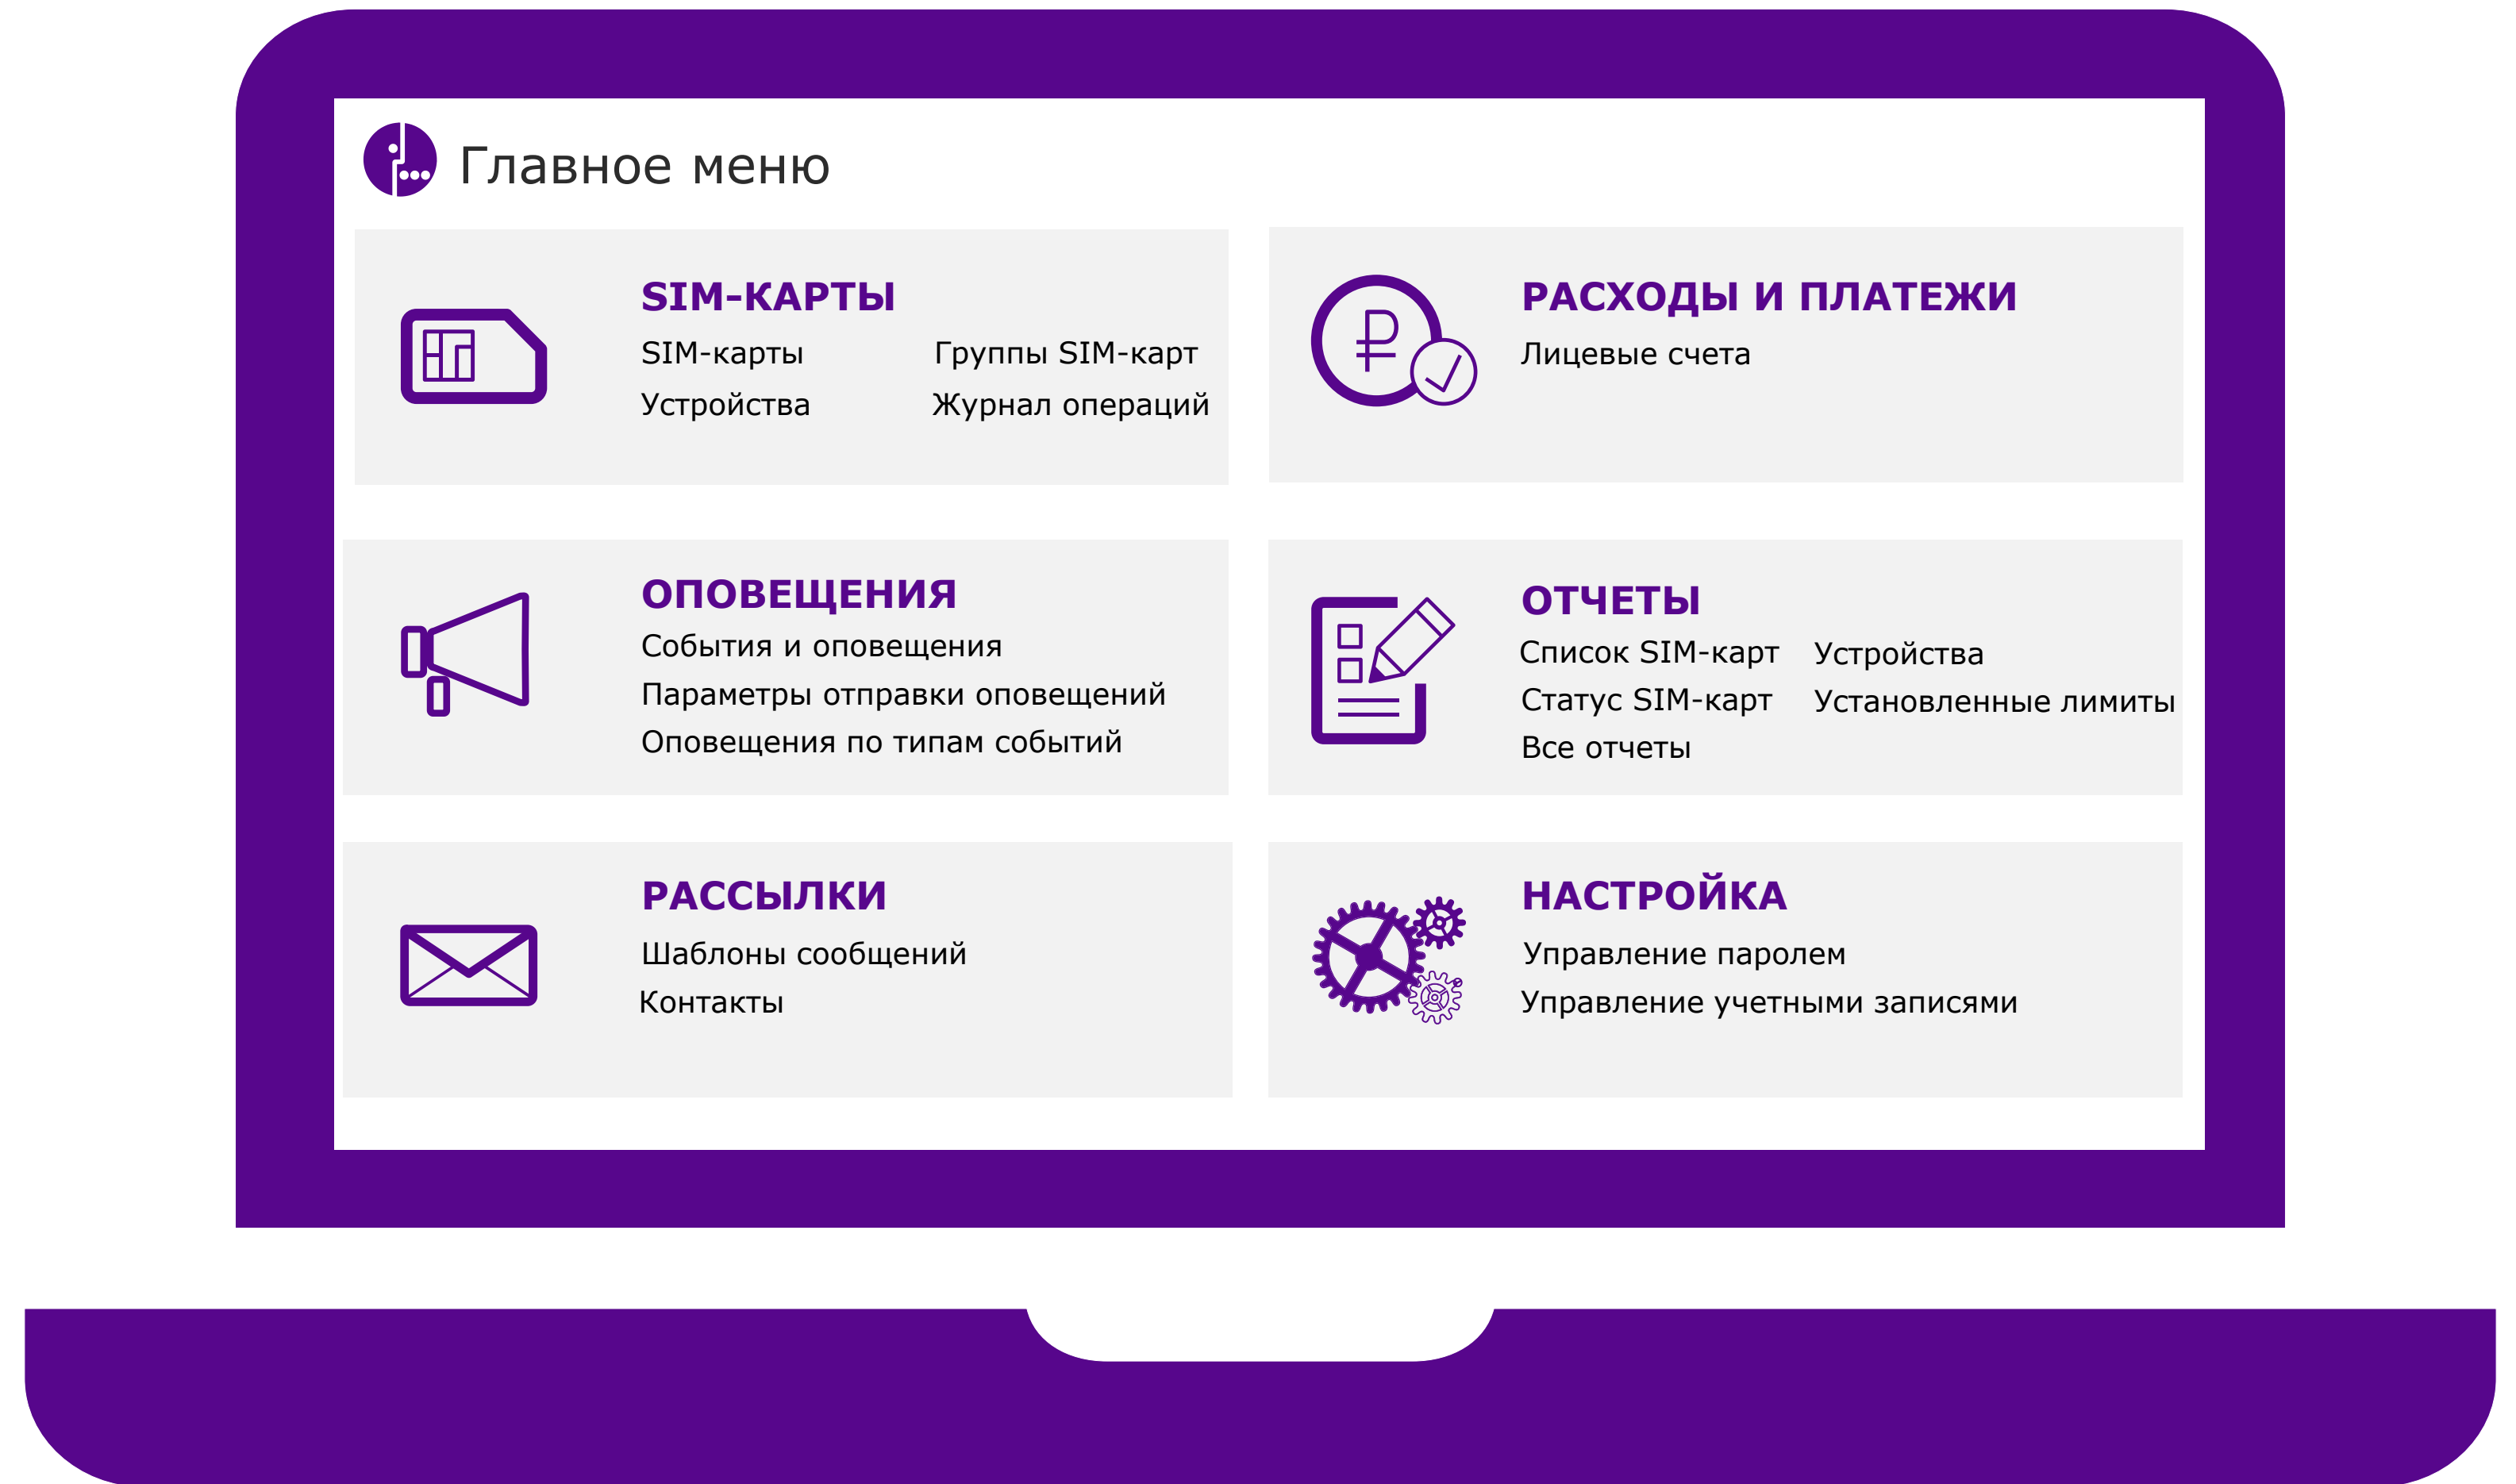 Главное меню
SIM-КАРТЫ
SIM-карты
Группы SIM-карт
Устройства
Журнал операций
РАСХОДЫ И ПЛАТЕЖИ
Лицевые счета
ОПОВЕЩЕНИЯ
События и оповещения
Параметры отправки оповещений
Оповещения по типам событий
ОТЧЕТЫ
Список SIM-карт
Устройства
Статус SIM-карт
Установленные лимиты
Все отчеты
РАССЫЛКИ
Шаблоны сообщений
Контакты
НАСТРОЙКА
Управление паролем
Управление учетными записями